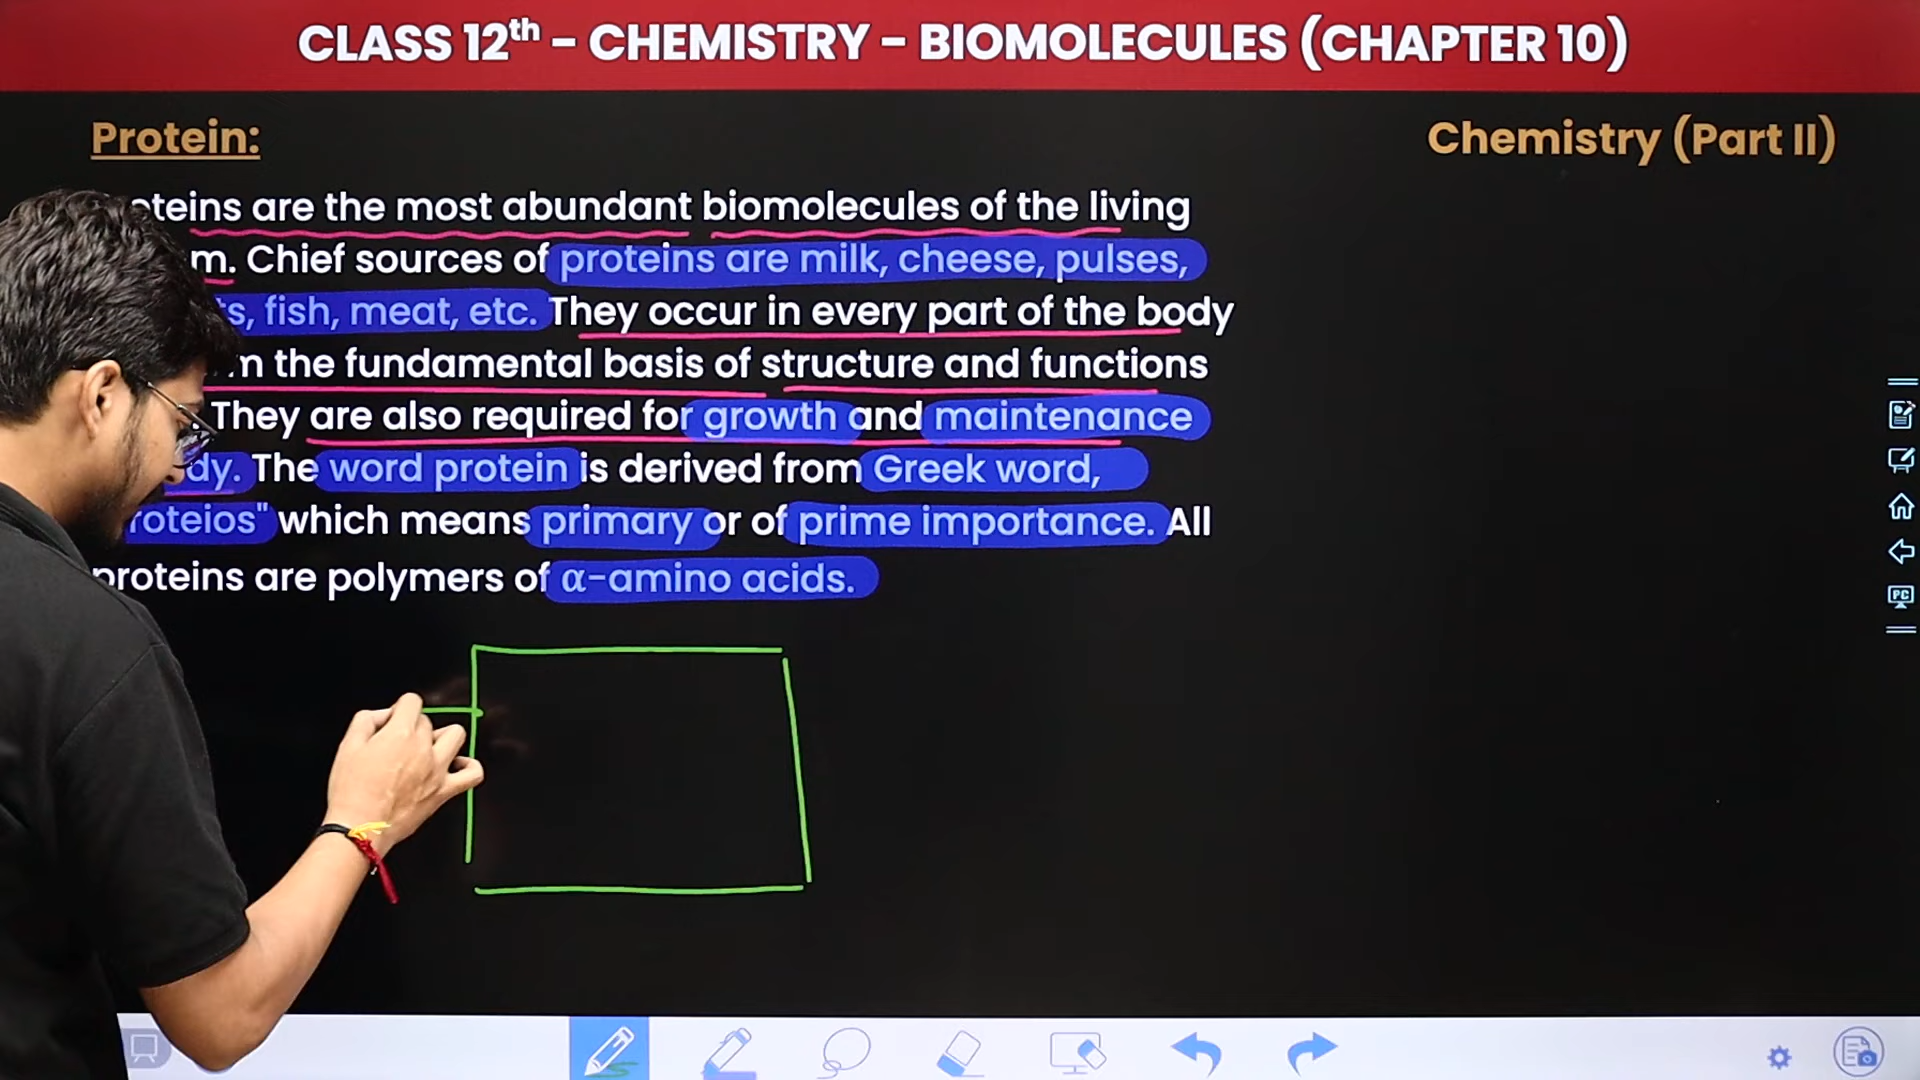 CLASS 12th - CHEMISTRY - BIOMOLECULES (CHAPTER 10)
Protein:
Chemistry (Part II)
are the most abundant biomolecules of the living
Chief sources of proteins are milk, cheese, pulses,
fish, meat, etc. They occur in every part of the body
the fundamental basis of structure and functions
They are also required for growth and maintenance
The word protein is derived from Greek word,
which means primary or of prime importance. All
proteins are polymers of α-amino acids.
PC